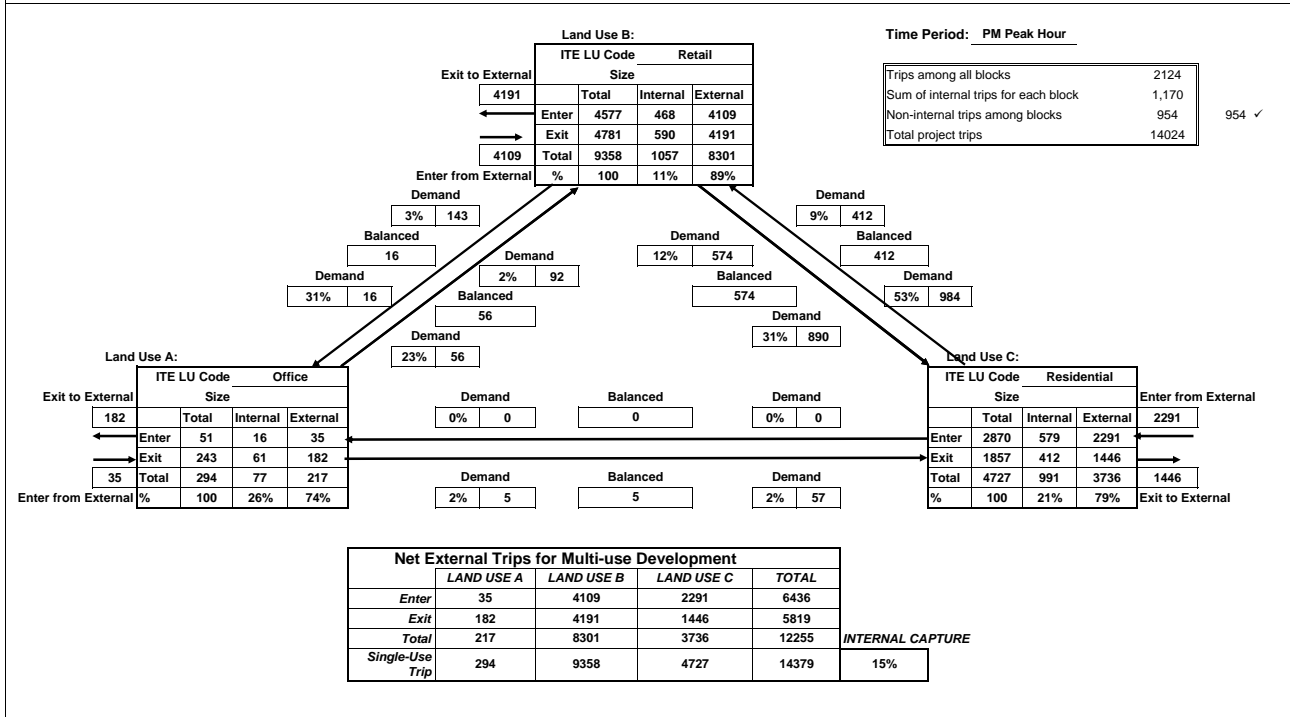 Land Use B:
Time Period: PM Peak Hour
ITE LU Code Retail
Exit to External Size
Trips among all blocks 2124
4191 Total Internal External
Sum of internal trips for each block 1,170
Enter 4577 468 4109
Non-internal trips among blocks 954 954 ✓
Exit 4781 590 4191
Total project trips 14024
4109 Total 9358 1057 8301
Enter from External % 100 11% 89%
Demand Demand
3% 143 9% 412
Balanced Demand Balanced
16 Demand 12% 574 412
Demand 2% 92 Balanced Demand
31% 16 Balanced 574 53% 984
56 Demand
Demand 31% 890
23% 56
Land Use A: Land Use C:
ITE LU Code Office ITE LU Code Residential
Exit to External Size Demand Balanced Demand Size Enter from External
182 Total Internal External 0% 0 0 0% 0 Total Internal External 2291
Enter 51 16 35 Enter 2870 579 2291
Exit 243 61 182 Exit 1857 412 1446
35 Total 294 77 217 Demand Balanced Demand Total 4727 991 3736 1446
Enter from External % 100 26% 74% 2% 5 5 2% 57 % 100 21% 79% Exit to External
Net External Trips for Multi-use Development
LAND USE A LAND USE B LAND USE C TOTAL
Enter 35 4109 2291 6436
Exit 182 4191 1446 5819
Total 217 8301 3736 12255 INTERNAL CAPTURE
Single-Use
Trip 294 9358 4727 14379 15%